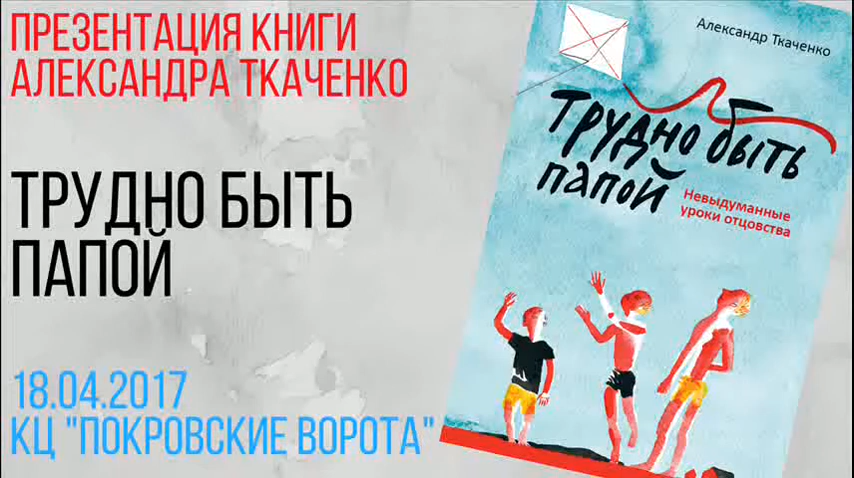 ПРЕЗЕНТАЦИЯ КНИГИ
АЛЕКСАНДРА ТКАЧЕНКО
ТРУДНО БЫТЬ
ПАПОЙ
18.04.2017
КЦ "ПОКРОВСКИЕ ВОРОТА"
Александр Ткаченко
Трудно быть
папой
Невыдуманные
уроки отцовства